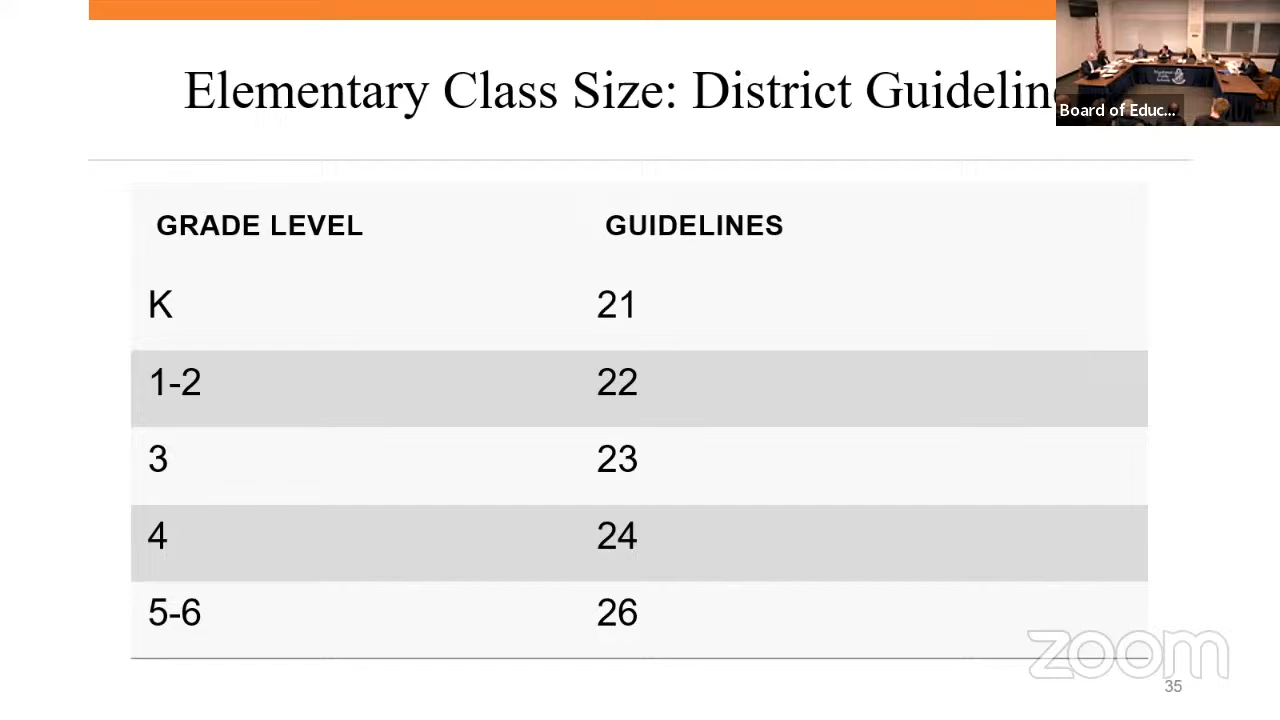 Elementary Class Size: District Guidelin
Board of Educ...
GRADE LEVEL GUIDELINES
K 21
1-2 22
3 23
4 24
5-6 26
zoom
35